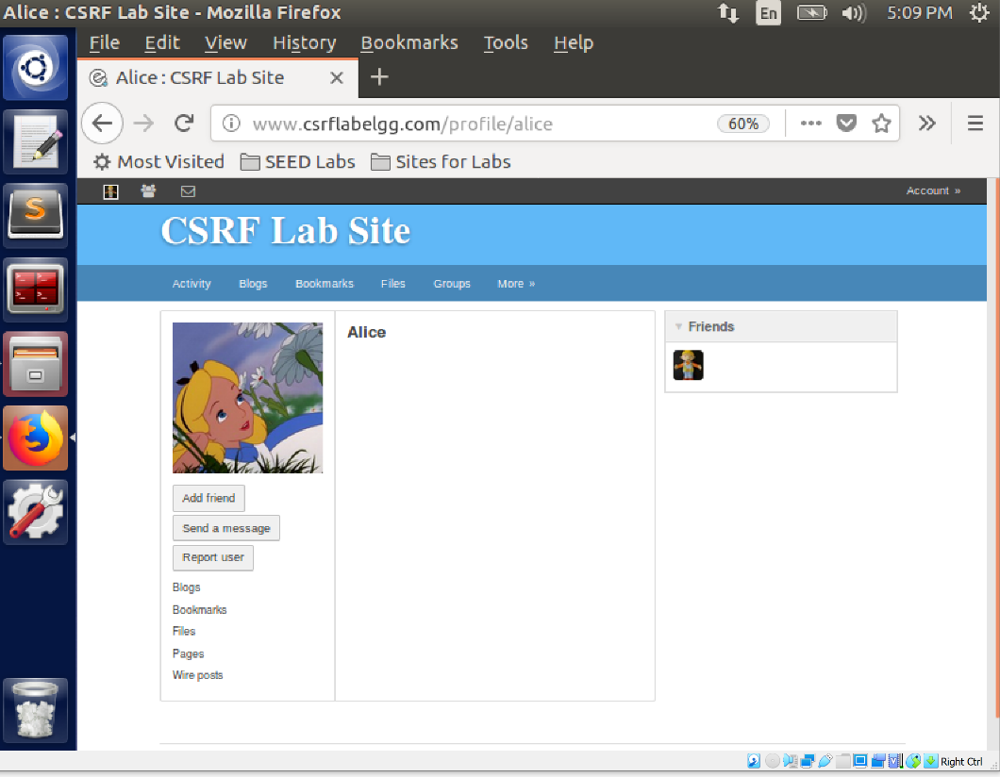 Alice : CSRF Lab Site - Mozilla Firefox
En
5:09 PM
File Edit View History Bookmarks Tools Help
Alice : CSRF Lab Site
www.csrflabelgg.com/profile/alice
60%
Most Visited
SEED Labs
Sites for Labs
Account »
CSRF Lab Site
Activity Blogs Bookmarks Files Groups More »
Alice
Friends
Add friend
Send a message
Report user
Blogs
Bookmarks
Files
Pages
Wire posts
Right Ctrl